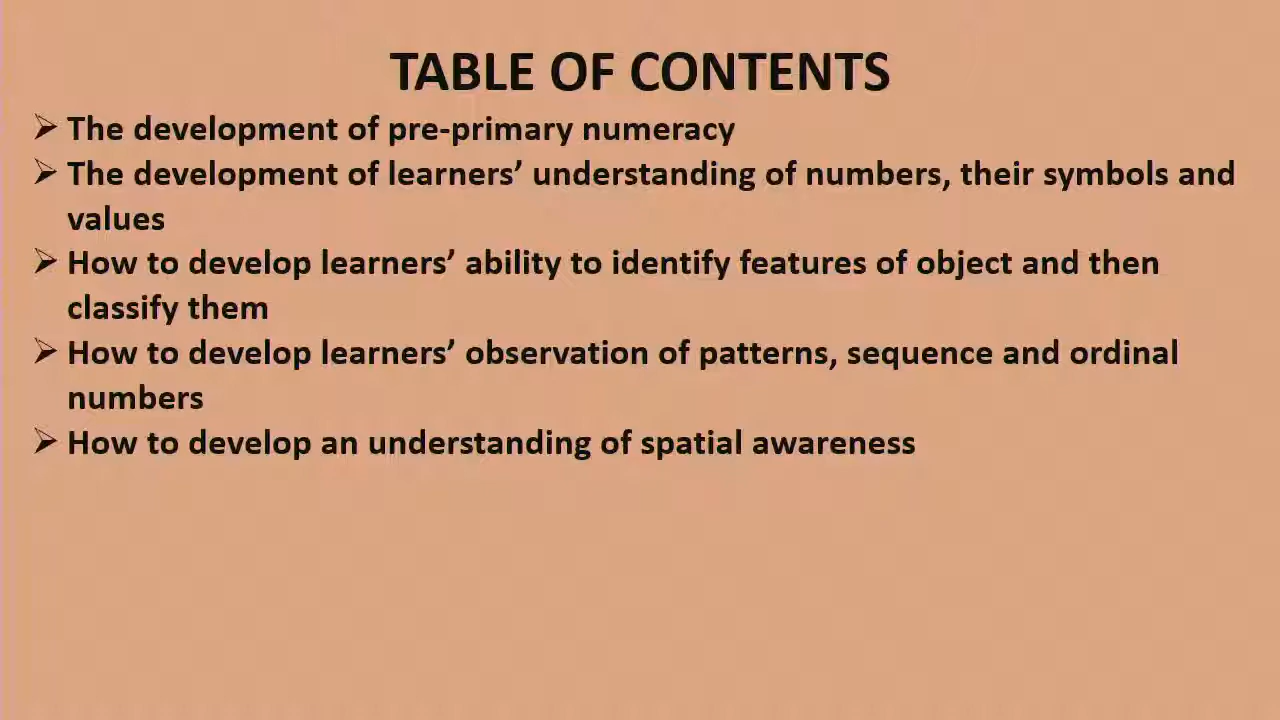 TABLE OF CONTENTS
➢ The development of pre-primary numeracy
➢ The development of learners’ understanding of numbers, their symbols and
values
➢ How to develop learners’ ability to identify features of object and then
classify them
➢ How to develop learners’ observation of patterns, sequence and ordinal
numbers
➢ How to develop an understanding of spatial awareness